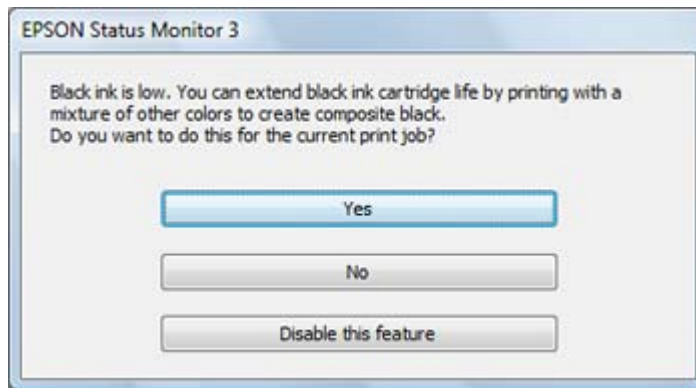 EPSON Status Monitor 3
Black ink is low. You can extend black ink cartridge life by printing with a
mixture of other colors to create composite black.
Do you want to do this for the current print job?
Yes
No
Disable this feature